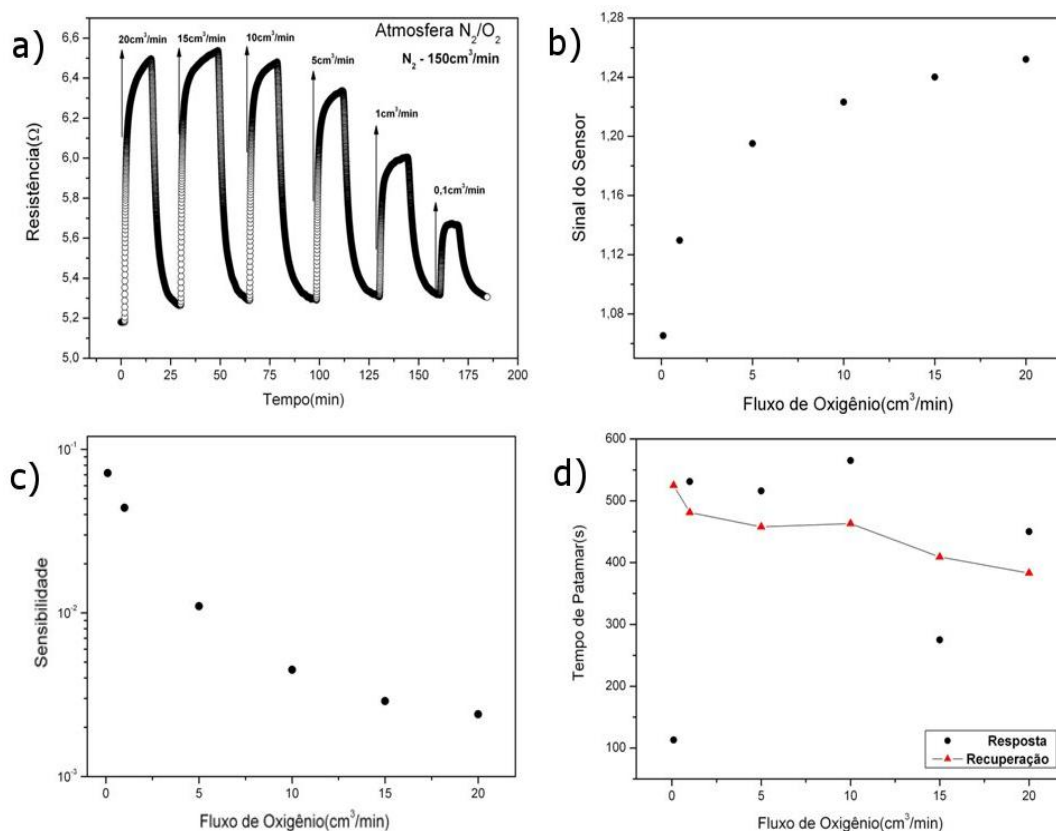 a)
Atmosfera N₂/O₂
N₂ - 150cm³/min
20cm³/min
15cm³/min
10cm³/min
5cm³/min
1cm³/min
0,1cm³/min
Resistência(Ω)
6,6
6,4
6,2
6,0
5,8
5,6
5,4
5,2
5,0
0 25 50 75 100 125 150 175 200
Tempo(min)
b)
Sinal do Sensor
1,28
1,24
1,20
1,16
1,12
1,08
0 5 10 15 20
Fluxo de Oxigênio(cm³/min)
c)
Sensibilidade
10⁻¹
10⁻²
10⁻³
0 5 10 15 20
Fluxo de Oxigênio(cm³/min)
d)
Tempo de Patamar(s)
600
500
400
300
200
100
Resposta
Recuperação
0 5 10 15 20
Fluxo de Oxigênio(cm³/min)